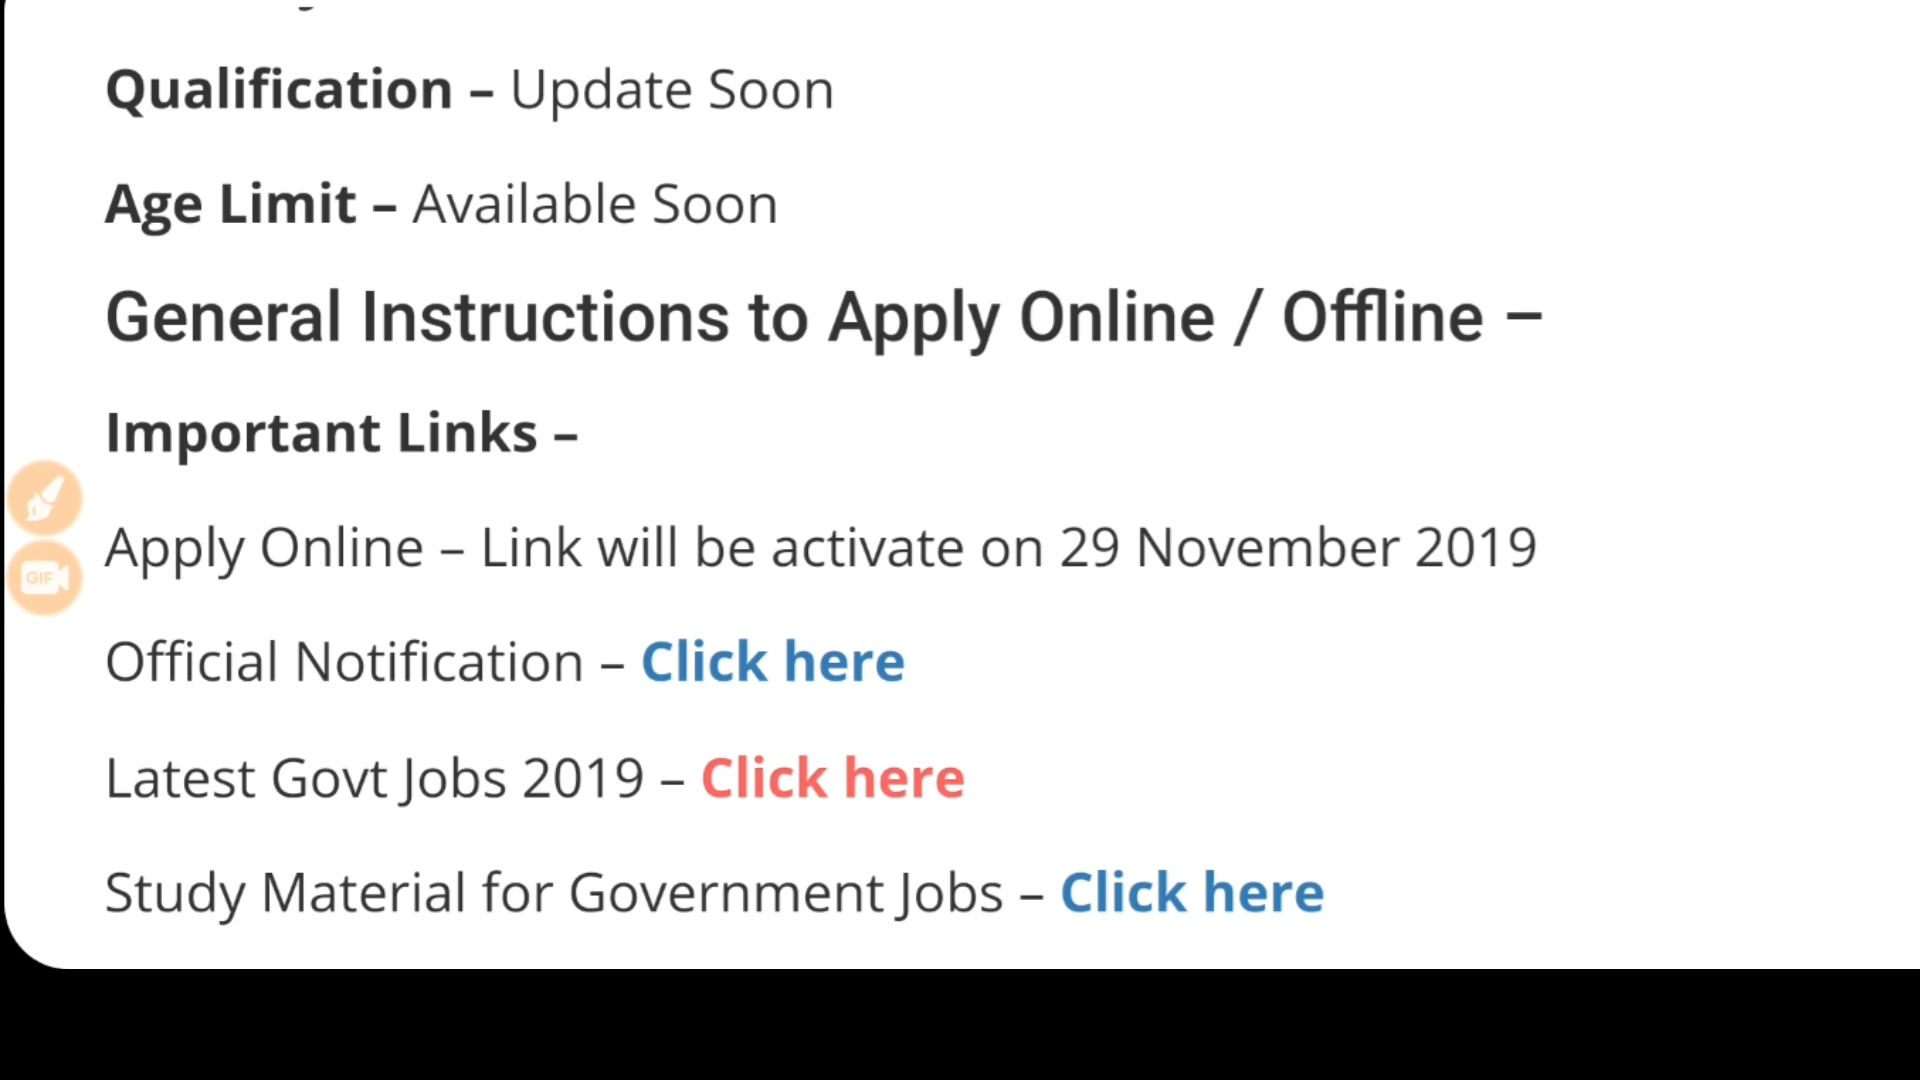 Qualification – Update Soon
Age Limit – Available Soon
General Instructions to Apply Online / Offline –
Important Links –
Apply Online – Link will be activate on 29 November 2019
GIF
Official Notification – Click here
Latest Govt Jobs 2019 – Click here
Study Material for Government Jobs – Click here